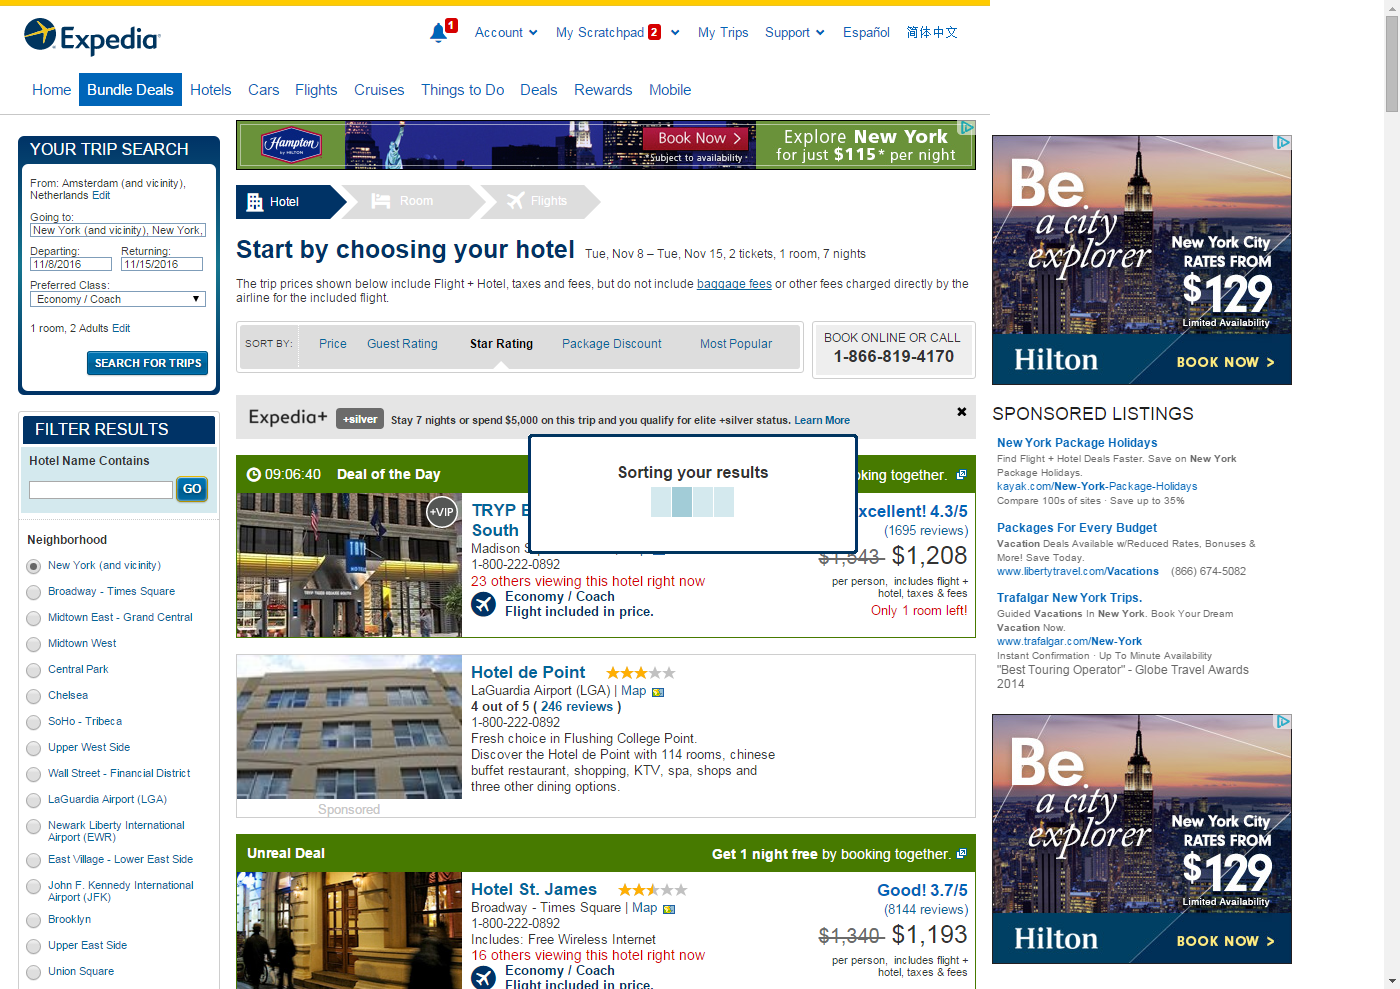 Expedia
1
Account
My Scratchpad 2
My Trips
Support
Español
简体中文
Home
Bundle Deals
Hotels
Cars
Flights
Cruises
Things to Do
Deals
Rewards
Mobile
YOUR TRIP SEARCH
From: Amsterdam (and vicinity),
Netherlands Edit
Going to:
New York (and vicinity), New York,
Departing:
Returning:
11/8/2016
11/15/2016
Preferred Class:
Economy / Coach
1 room, 2 Adults Edit
SEARCH FOR TRIPS
FILTER RESULTS
Hotel Name Contains
GO
Neighborhood
New York (and vicinity)
Broadway - Times Square
Midtown East - Grand Central
Midtown West
Central Park
Chelsea
SoHo - Tribeca
Upper West Side
Wall Street - Financial District
LaGuardia Airport (LGA)
Newark Liberty International
Airport (EWR)
East Village - Lower East Side
John F. Kennedy International
Airport (JFK)
Brooklyn
Upper East Side
Union Square
Hampton
by HILTON
Book Now >
*Subject to availability
Explore New York
for just $115* per night
Hotel
Room
Flights
Start by choosing your hotel
Tue, Nov 8 – Tue, Nov 15, 2 tickets, 1 room, 7 nights
The trip prices shown below include Flight + Hotel, taxes and fees, but do not include baggage fees or other fees charged directly by the
airline for the included flight.
SORT BY:
Price
Guest Rating
Star Rating
Package Discount
Most Popular
BOOK ONLINE OR CALL
1-866-819-4170
Expedia+
+silver
Stay 7 nights or spend $5,000 on this trip and you qualify for elite +silver status. Learn More
Sorting your results
09:06:40
Deal of the Day
oking together.
+VIP
TRYP
South
Madison
1-800-222-0892
23 others viewing this hotel right now
Economy / Coach
Flight included in price.
xcellent! 4.3/5
(1695 reviews)
$1,543 $1,208
per person, includes flight +
hotel, taxes & fees
Only 1 room left!
Hotel de Point
LaGuardia Airport (LGA) | Map
4 out of 5 ( 246 reviews )
1-800-222-0892
Fresh choice in Flushing College Point.
Discover the Hotel de Point with 114 rooms, chinese
buffet restaurant, shopping, KTV, spa, shops and
three other dining options.
Sponsored
Unreal Deal
Get 1 night free by booking together.
Hotel St. James
Broadway - Times Square | Map
1-800-222-0892
Includes: Free Wireless Internet
16 others viewing this hotel right now
Economy / Coach
Flight included in price.
Good! 3.7/5
(8144 reviews)
$1,340 $1,193
per person, includes flight +
hotel, taxes & fees
Be
a city
explorer
New York City
RATES FROM
$129
Limited Availability
Hilton
BOOK NOW >
SPONSORED LISTINGS
New York Package Holidays
Find Flight + Hotel Deals Faster. Save on New York
Package Holidays.
kayak.com/New-York-Package-Holidays
Compare 100s of sites · Save up to 35%
Packages For Every Budget
Vacation Deals Available w/Reduced Rates, Bonuses &
More! Save Today.
www.libertytravel.com/Vacations (866) 674-5082
Trafalgar New York Trips.
Guided Vacations In New York. Book Your Dream
Vacation Now.
www.trafalgar.com/New-York
Instant Confirmation · Up To Minute Availability
"Best Touring Operator" - Globe Travel Awards
2014
Be
a city
explorer
New York City
RATES FROM
$129
Limited Availability
Hilton
BOOK NOW >